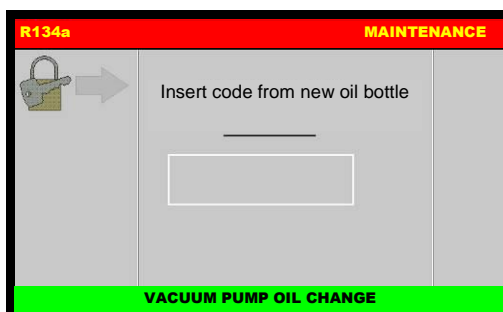 R134a MAINTENANCE
Insert code from new oil bottle
VACUUM PUMP OIL CHANGE